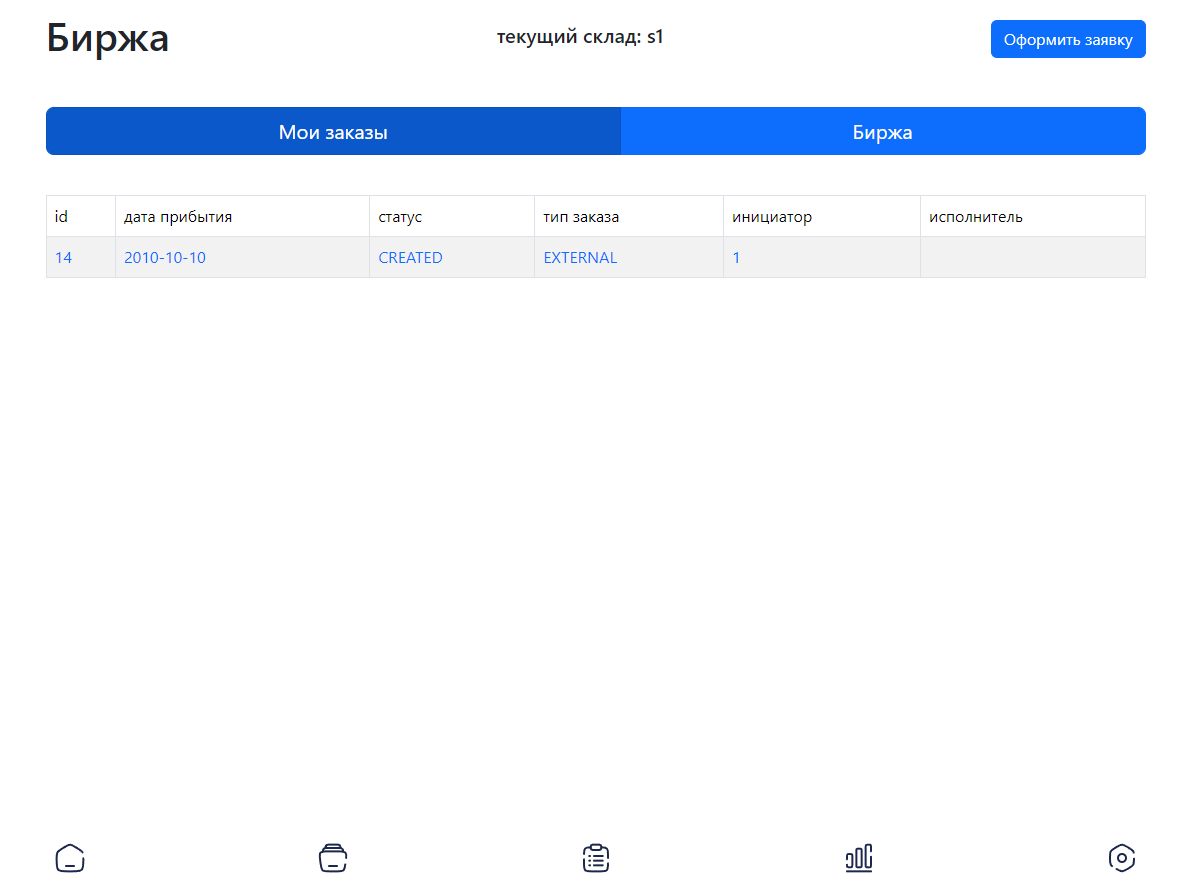 Биржа
текущий склад: s1
Оформить заявку
Мои заказы
Биржа
id дата прибытия статус тип заказа инициатор исполнитель
14 2010-10-10 CREATED EXTERNAL 1